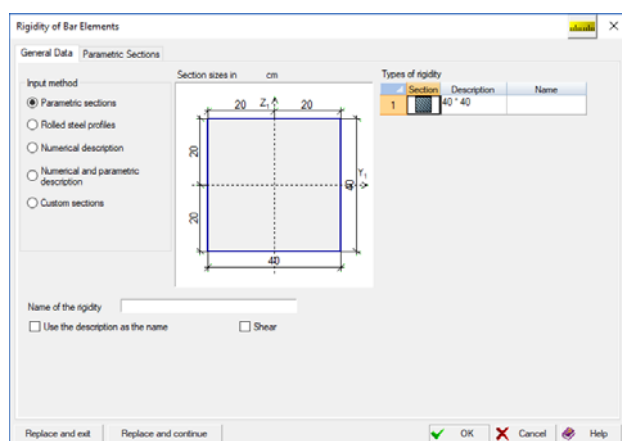 Rigidity of Bar Elements
General Data Parametric Sections
Input method
Parametric sections
Rolled steel profiles
Numerical description
Numerical and parametric
description
Custom sections
Section sizes in cm
20 Z1 20
20
Y1
40
20
40
Types of rigidity
Section Description Name
1 40 * 40
Name of the rigidity
Use the description as the name Shear
Replace and exit Replace and continue OK Cancel Help